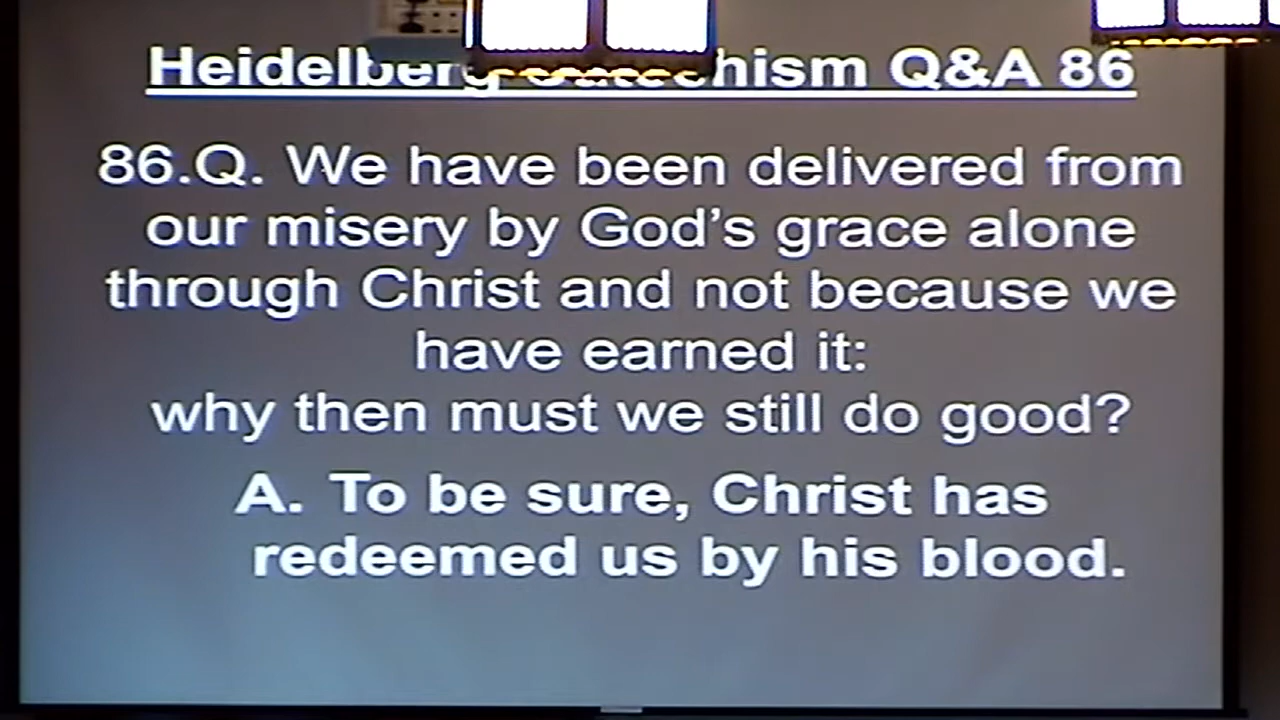 Heidelberg Catechism Q&A 86
86.Q. We have been delivered from
our misery by God's grace alone
through Christ and not because we
have earned it:
why then must we still do good?
A. To be sure, Christ has
redeemed us by his blood.